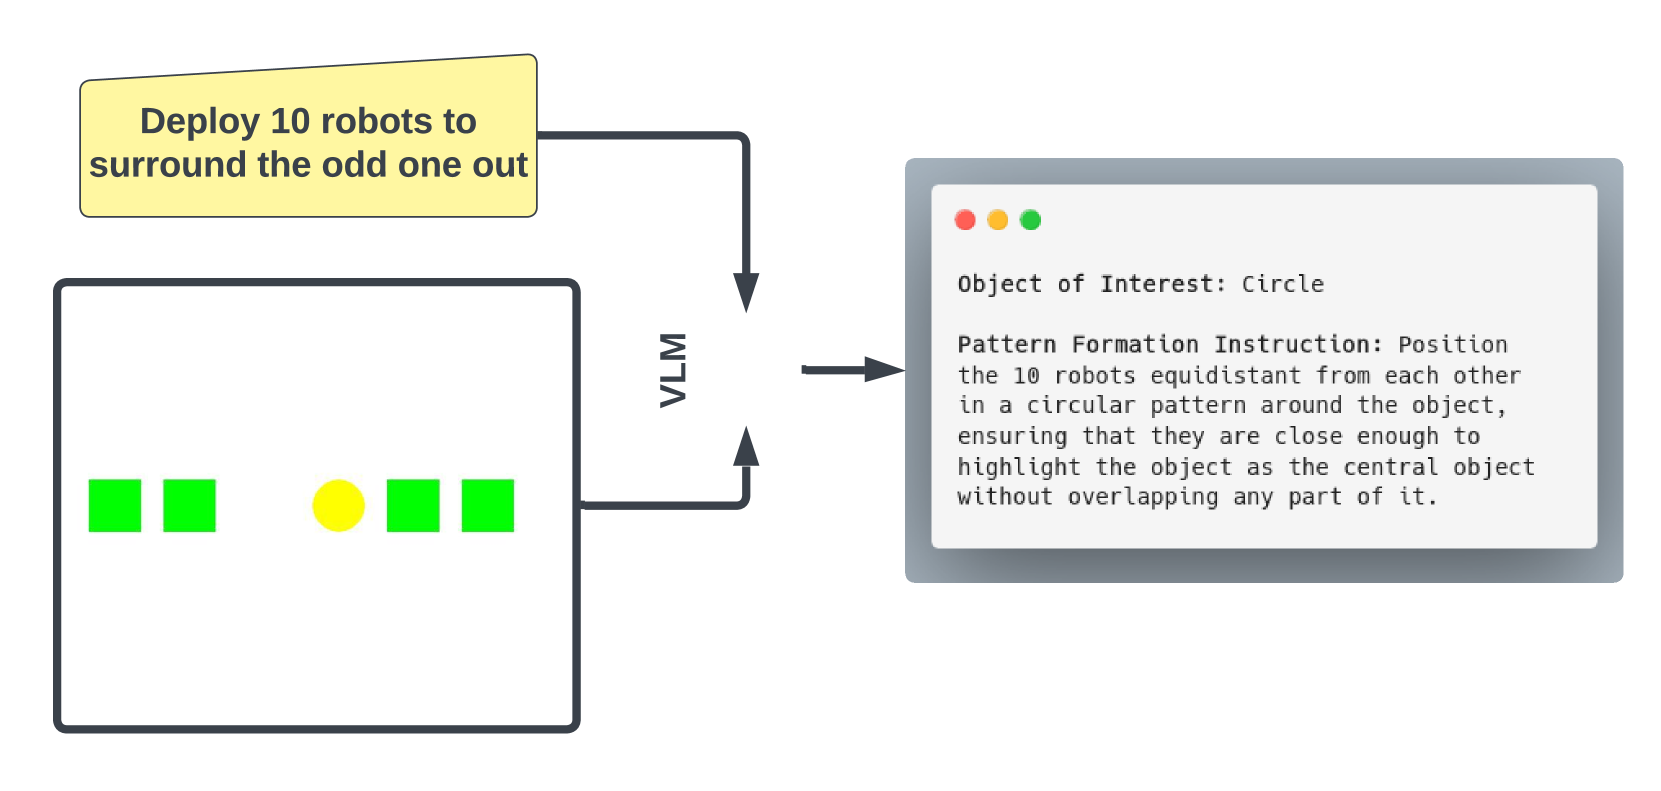 Deploy 10 robots to
surround the odd one out
VLM
Object of Interest: Circle
Pattern Formation Instruction: Position
the 10 robots equidistant from each other
in a circular pattern around the object,
ensuring that they are close enough to
highlight the object as the central object
without overlapping any part of it.